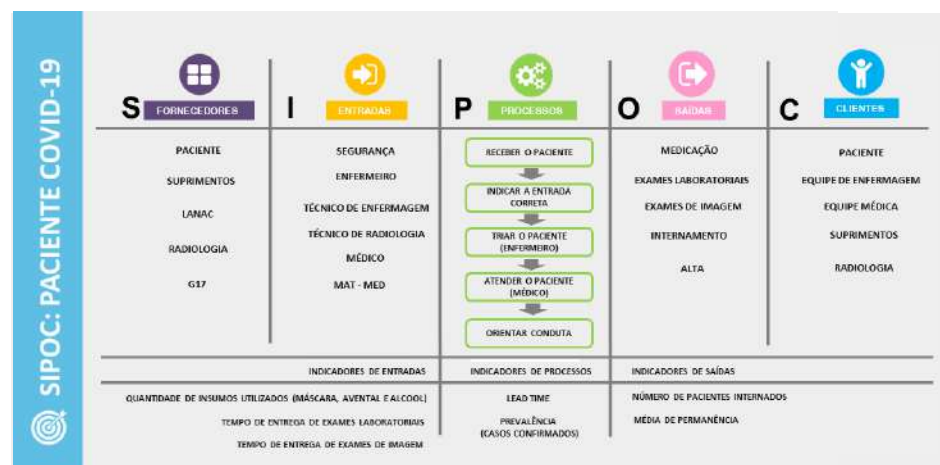 SIPOC: PACIENTE COVID-19
S FORNECEDORES
PACIENTE
SUPRIMENTOS
LANAC
RADIOLOGIA
G17
I ENTRADAS
SEGURANÇA
ENFERMEIRO
TÉCNICO DE ENFERMAGEM
TÉCNICO DE RADIOLOGIA
MÉDICO
MAT - MED
P PROCESSOS
RECEBER O PACIENTE
INDICAR A ENTRADA
CORRETA
TRIAR O PACIENTE
(ENFERMEIRO)
ATENDER O PACIENTE
(MÉDICO)
ORIENTAR CONDUTA
O SAÍDAS
MEDICAÇÃO
EXAMES LABORATORIAIS
EXAMES DE IMAGEM
INTERNAMENTO
ALTA
C CLIENTES
PACIENTE
EQUIPE DE ENFERMAGEM
EQUIPE MÉDICA
SUPRIMENTOS
RADIOLOGIA
INDICADORES DE ENTRADAS
QUANTIDADE DE INSUMOS UTILIZADOS (MÁSCARA, AVENTAL E ALCOOL)
TEMPO DE ENTREGA DE EXAMES LABORATORIAIS
TEMPO DE ENTREGA DE EXAMES DE IMAGEM
INDICADORES DE PROCESSOS
LEAD TIME
PREVALÊNCIA
(CASOS CONFIRMADOS)
INDICADORES DE SAÍDAS
NÚMERO DE PACIENTES INTERNADOS
MÉDIA DE PERMANÊNCIA